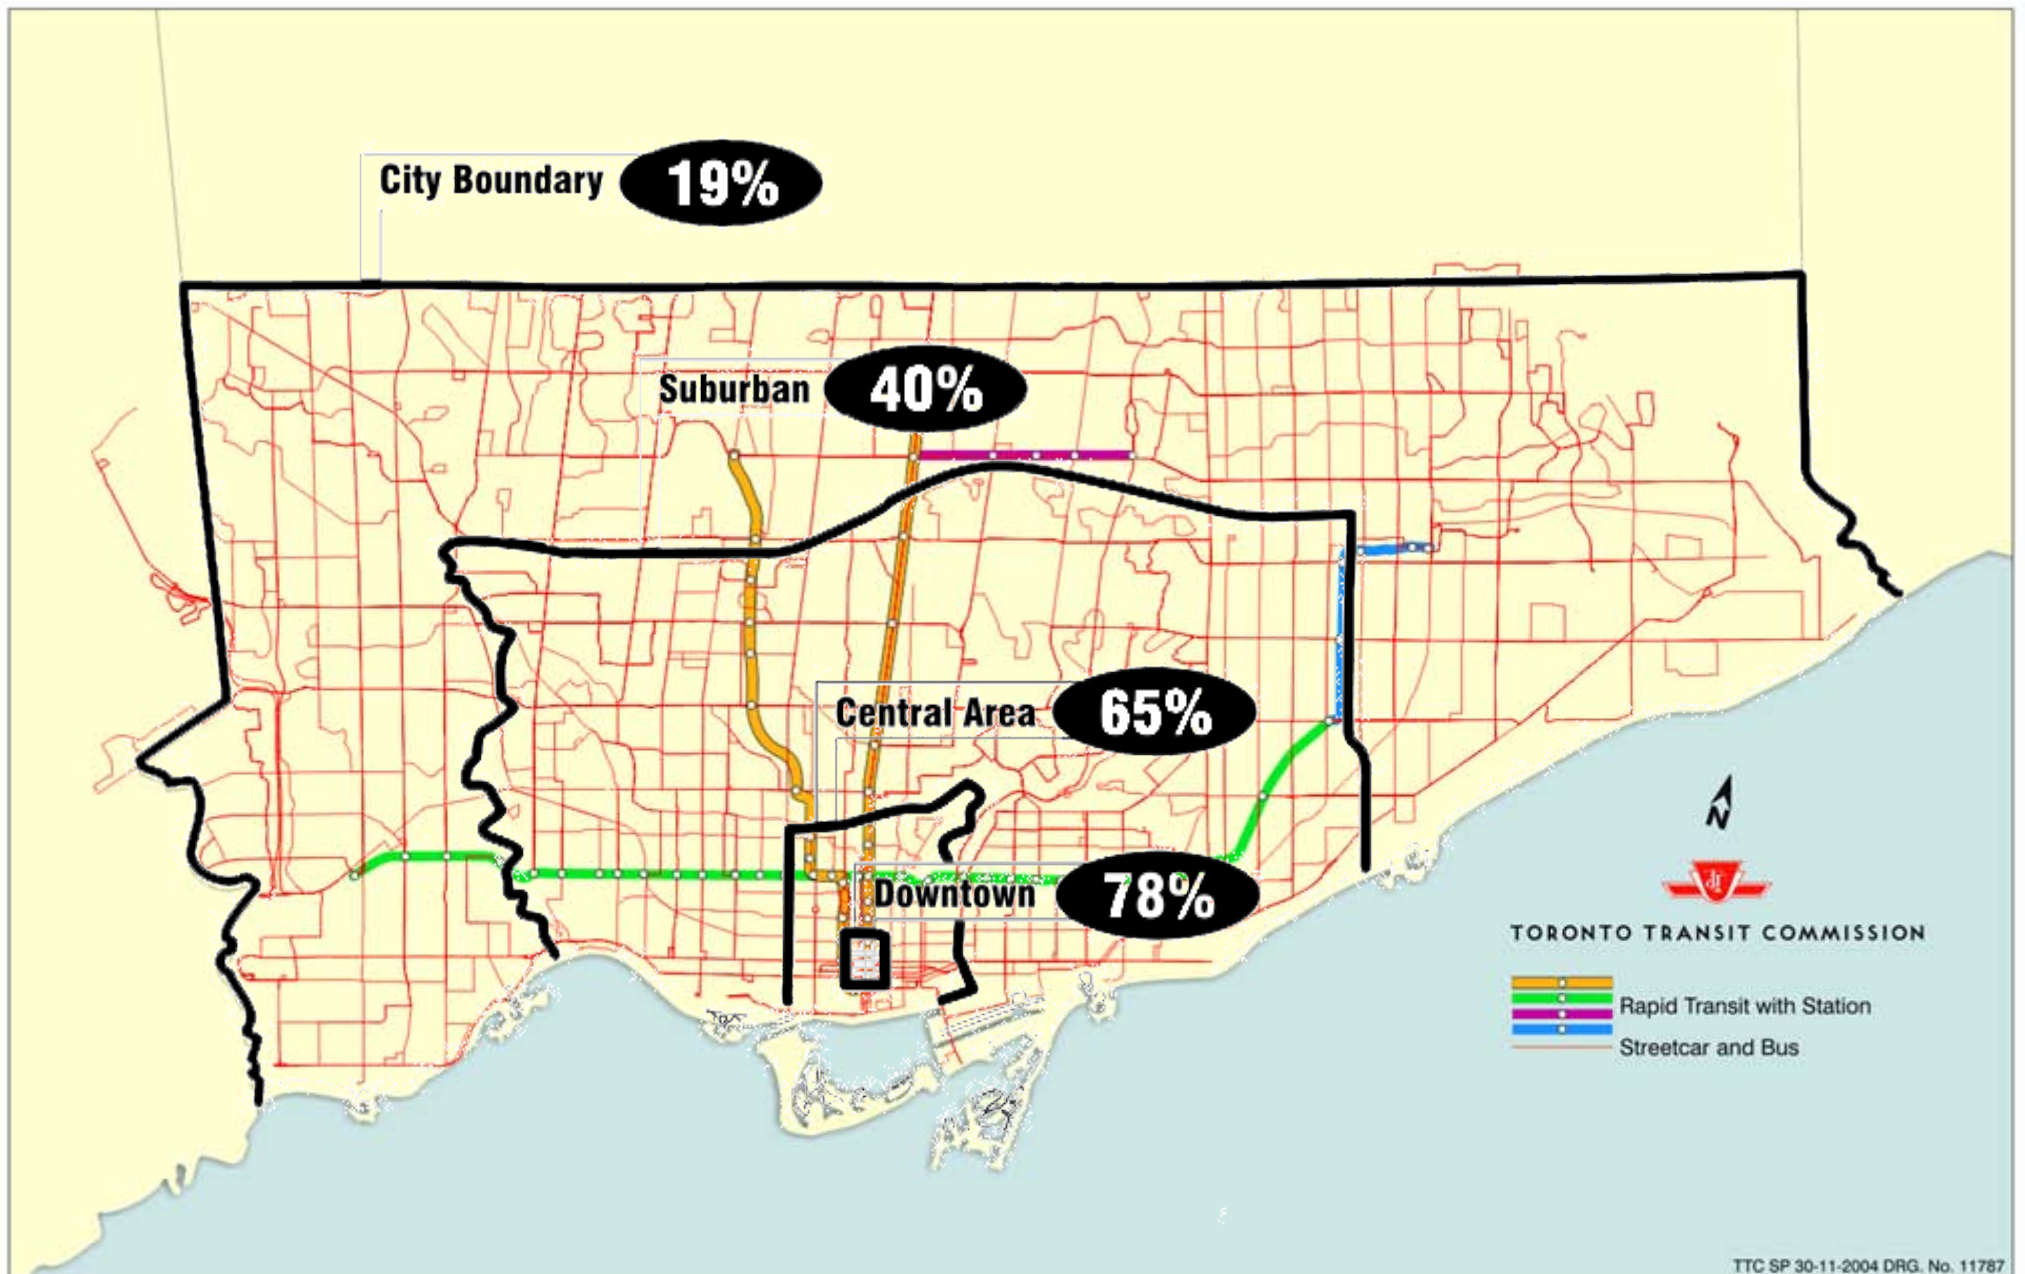 City Boundary 19%
Suburban 40%
Central Area 65%
Downtown 78%
N
TORONTO TRANSIT COMMISSION
Rapid Transit with Station
Streetcar and Bus
TTC SP 30-11-2004 DRG. No. 11787